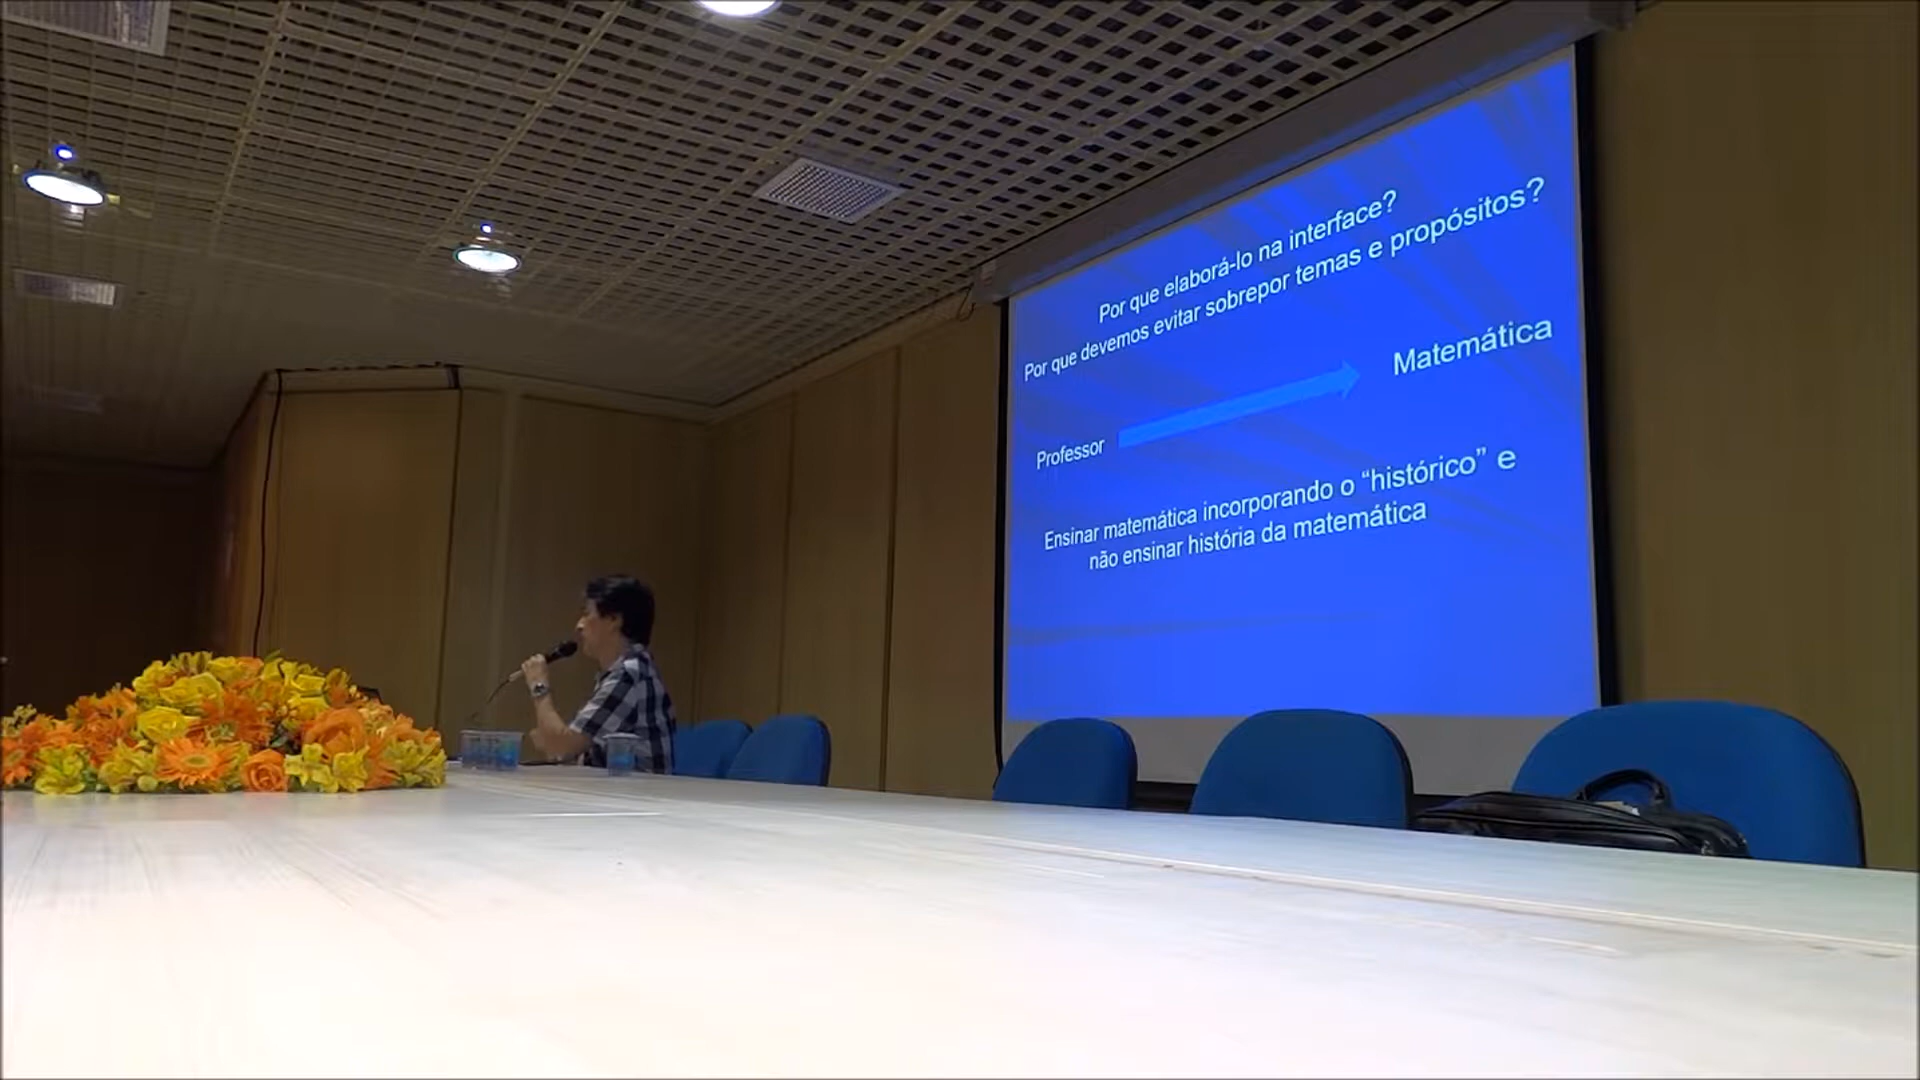 Por que elaborá-lo na interface?
Por que devemos evitar sobrepor temas e propósitos?
Matemática
Professor
Ensinar matemática incorporando o “histórico” e
não ensinar história da matemática